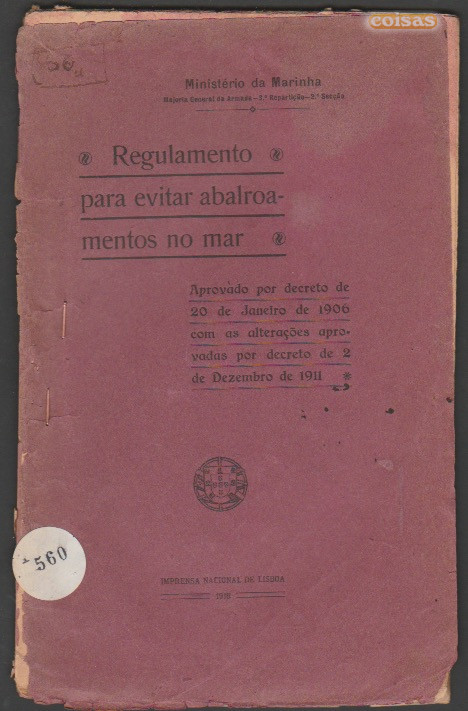 coisas
Ministério da Marinha
Majoria General da Armada—2.ª Repartição—2.ª Secção
Regulamento
para evitar abalroa-
mentos no mar
Aprovado por decreto de
20 de Janeiro de 1906
com as alterações apro-
vadas por decreto de 2
de Dezembro de 1911
560
IMPRENSA NACIONAL DE LISBOA